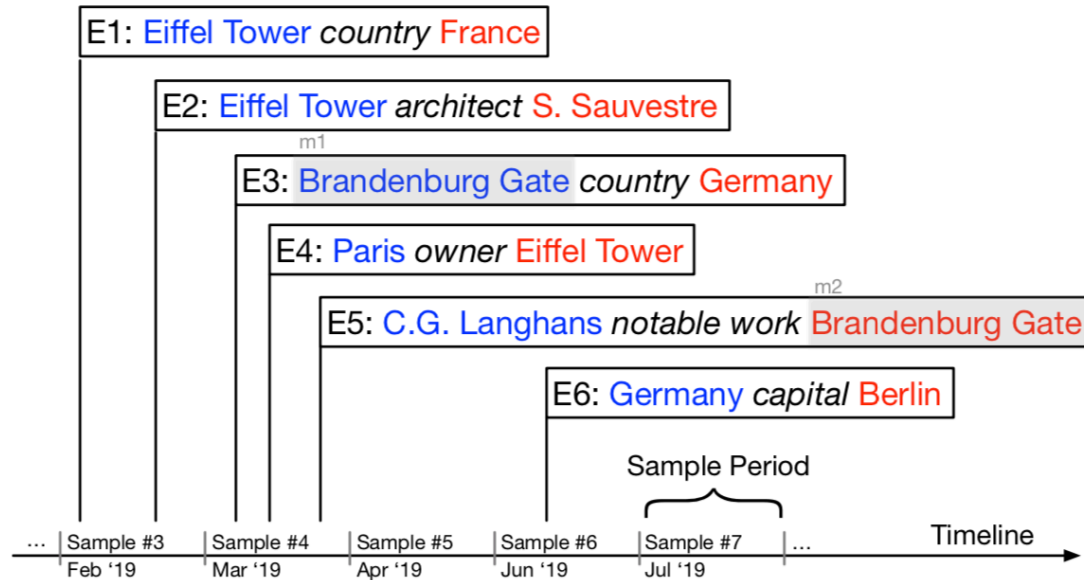 E1: Eiffel Tower country France
E2: Eiffel Tower architect S. Sauvestre
m1
E3: Brandenburg Gate country Germany
E4: Paris owner Eiffel Tower
m2
E5: C.G. Langhans notable work Brandenburg Gate
E6: Germany capital Berlin
Sample Period
... Sample #3 Sample #4 Sample #5 Sample #6 Sample #7 ... Timeline
Feb ‘19 Mar ‘19 Apr ‘19 Jun ‘19 Jul ‘19